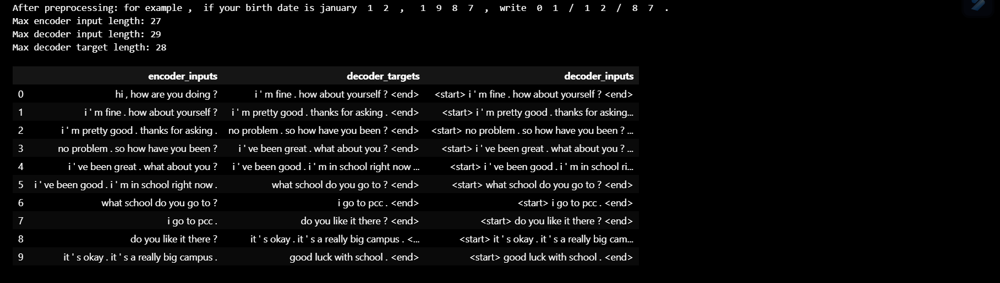 After preprocessing: for example ,  if your birth date is january  1  2  ,   1  9  8  7  ,  write  0  1  /  1  2  /  8  7  .
Max encoder input length: 27
Max decoder input length: 29
Max decoder target length: 28
encoder_inputs decoder_targets decoder_inputs
0 hi , how are you doing ? i ' m fine . how about yourself ? <end> <start> i ' m fine . how about yourself ? <end>
1 i ' m fine . how about yourself ? i ' m pretty good . thanks for asking . <end> <start> i ' m pretty good . thanks for asking...
2 i ' m pretty good . thanks for asking . no problem . so how have you been ? <end> <start> no problem . so how have you been ? ...
3 no problem . so how have you been ? i ' ve been great . what about you ? <end> <start> i ' ve been great . what about you ? ...
4 i ' ve been great . what about you ? i ' ve been good . i ' m in school right now ... <start> i ' ve been good . i ' m in school ri...
5 i ' ve been good . i ' m in school right now . what school do you go to ? <end> <start> what school do you go to ? <end>
6 what school do you go to ? i go to pcc . <end> <start> i go to pcc . <end>
7 i go to pcc . do you like it there ? <end> <start> do you like it there ? <end>
8 do you like it there ? it ' s okay . it ' s a really big campus . <... <start> it ' s okay . it ' s a really big cam...
9 it ' s okay . it ' s a really big campus . good luck with school . <end> <start> good luck with school . <end>